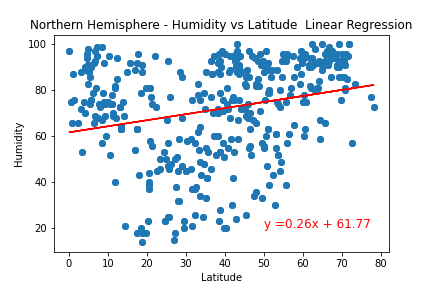 Northern Hemisphere - Humidity vs Latitude  Linear Regression
100
80
60
40
20
Humidity
y =0.26x + 61.77
0 10 20 30 40 50 60 70 80
Latitude